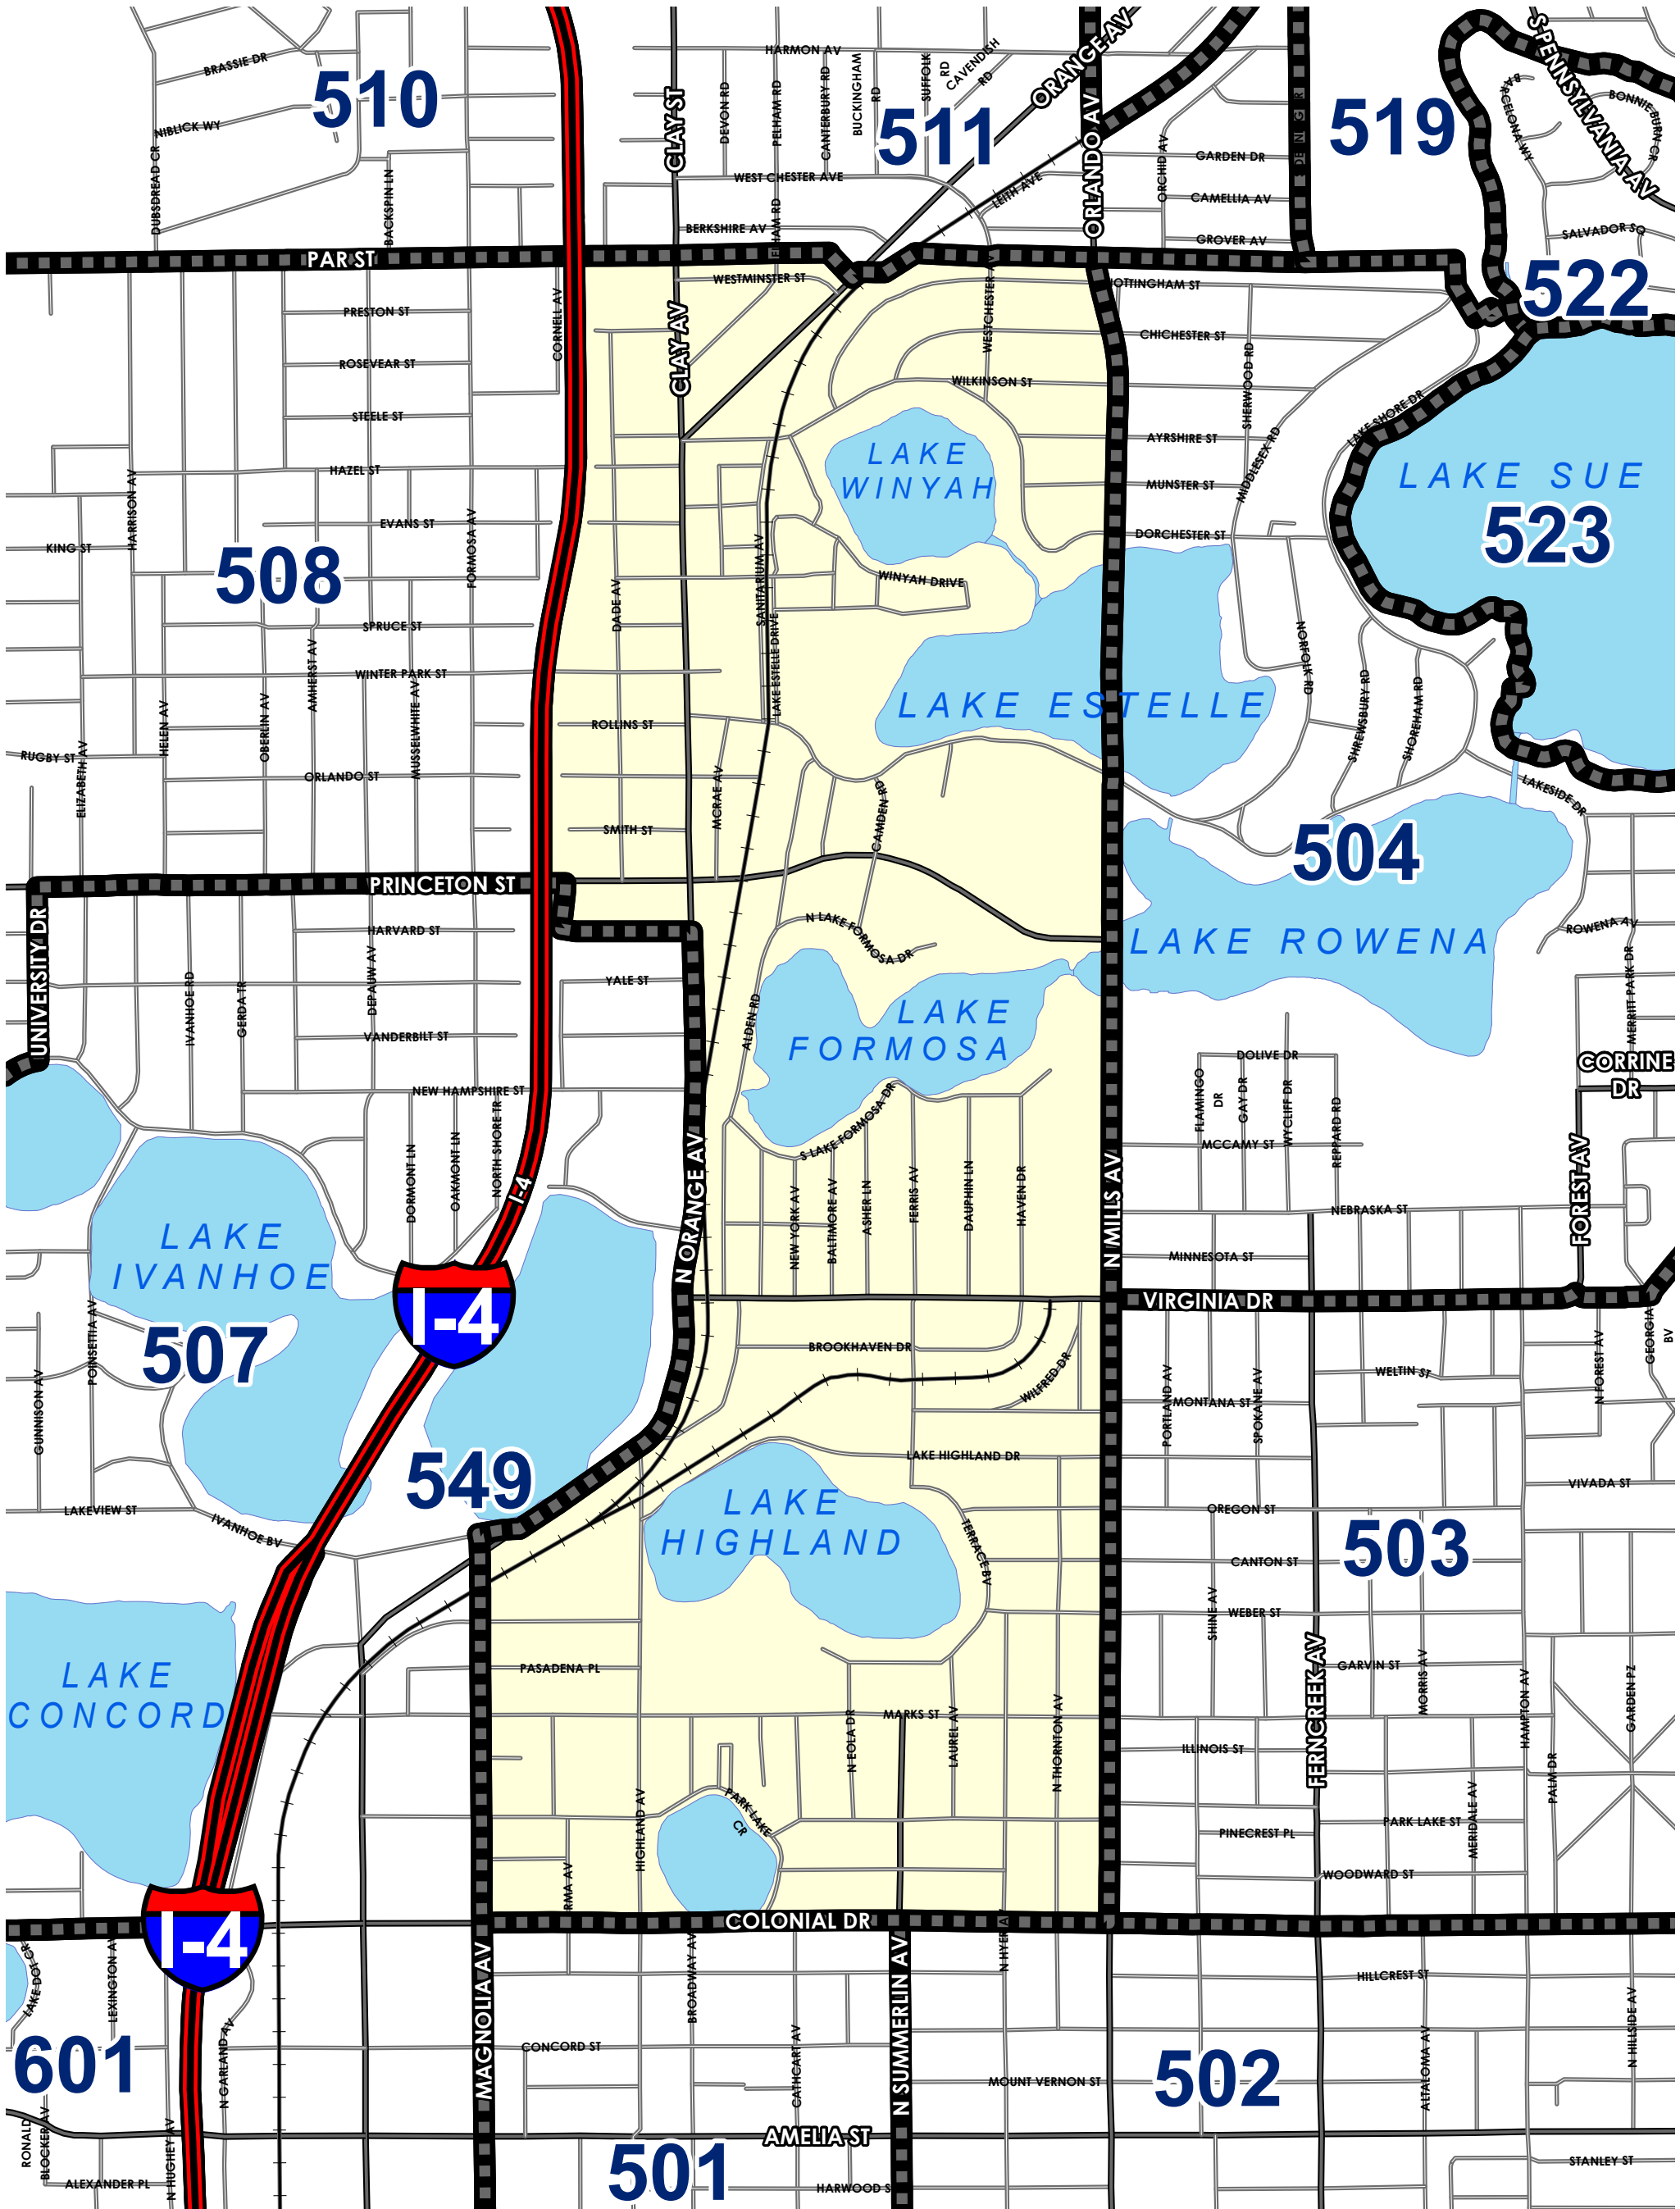 BRASSIE DR
510
NIBLICK WY
DUBSDREAD CR
BACKSPIN LN
CLAY ST
HARMON AV
DEVON RD
PELHAM RD
CANTERBURY RD
BUCKINGHAM
RD
SUFFOLK
RD
CAVENDISH
RD
ORANGE AV
511
WEST CHESTER AVE
LEITH AVE
BERKSHIRE AV
ORLANDO AV
ORCHID AV
GARDEN DR
CAMELLIA AV
GROVER AV
519
S PENNSYLVANIA AV
BARCELONA WY
BONNIE BURN CR
SALVADOR SQ
522
PAR ST
WESTMINSTER ST
NOTTINGHAM ST
PRESTON ST
CORNELL AV
CLAY AV
WESTCHESTER AV
CHICHESTER ST
ROSEVEAR ST
WILKINSON ST
SHERWOOD RD
LAKE SHORE DR
STEELE ST
AYRSHIRE ST
MIDDLESEX RD
HAZEL ST
HARRISON AV
LAKE
WINYAH
MUNSTER ST
LAKE SUE
523
EVANS ST
FORMOSA AV
KING ST
DORCHESTER ST
508
DADE AV
SANITARIUM AV
WINYAH DRIVE
SPRUCE ST
AMHERST AV
WINTER PARK ST
LAKE ESTELLE DRIVE
NORFOLK RD
SHREWSBURY RD
SHOREHAM RD
LAKE ESTELLE
HELEN AV
OBERLIN AV
MUSSELWHITE AV
ROLLINS ST
RUGBY ST
ELIZABETH AV
ORLANDO ST
MCRAE AV
CAMDEN RD
LAKESIDE DR
SMITH ST
504
PRINCETON ST
UNIVERSITY DR
HARVARD ST
N LAKE FORMOSA DR
LAKE ROWENA
ROWENA AV
MERRITT PARK DR
IVANHOE RD
GERDA TR
DEPAUW AV
YALE ST
ALDEN RD
LAKE
FORMOSA
VANDERBILT ST
DOLIVE DR
CORRINE
DR
NEW HAMPSHIRE ST
FLAMINGO
DR
GAY DR
WYCLIFF DR
REPPARD RD
S LAKE FORMOSA DR
MCCAMY ST
DORMONT LN
OAKMONT LN
NORTH SHORE TR
I-4
N ORANGE AV
NEW YORK AV
BALTIMORE AV
ASHER LN
FERRIS AV
DAUPHIN LN
HAVEN DR
N MILLS AV
FOREST AV
NEBRASKA ST
MINNESOTA ST
LAKE
IVANHOE
I-4
VIRGINIA DR
507
POINSETTIA AV
GUNNISON AV
BROOKHAVEN DR
WILFRED DR
PORTLAND AV
SPOKANE AV
WELTIN ST
MONTANA ST
N FOREST AV
GEORGIA
BV
549
LAKE HIGHLAND DR
VIVADA ST
LAKEVIEW ST
IVANHOE BV
LAKE
HIGHLAND
TERRACE BV
OREGON ST
503
CANTON ST
SHINE AV
WEBER ST
LAKE
CONCORD
PASADENA PL
FERNCREEK AV
GARVIN ST
MORRIS AV
HAMPTON AV
GARDEN PZ
MARKS ST
N EOLA DR
LAUREL AV
N THORNTON AV
ILLINOIS ST
PALM DR
HIGHLAND AV
PARK LAKE
CR
PINECREST PL
PARK LAKE ST
MERIDALE AV
WOODWARD ST
COLONIAL DR
I-4
LAKE DOT CR
LEXINGTON AV
MAGNOLIA AV
BROADWAY AV
N SUMMERLIN AV
HILLCREST ST
N HILLSIDE AV
601
N GARLAND AV
CONCORD ST
CATHCART AV
MOUNT VERNON ST
502
ALTALOMA AV
RONALD
BLOCKER AV
N HUGHEY AV
AMELIA ST
501
ALEXANDER PL
HARWOOD S
STANLEY ST